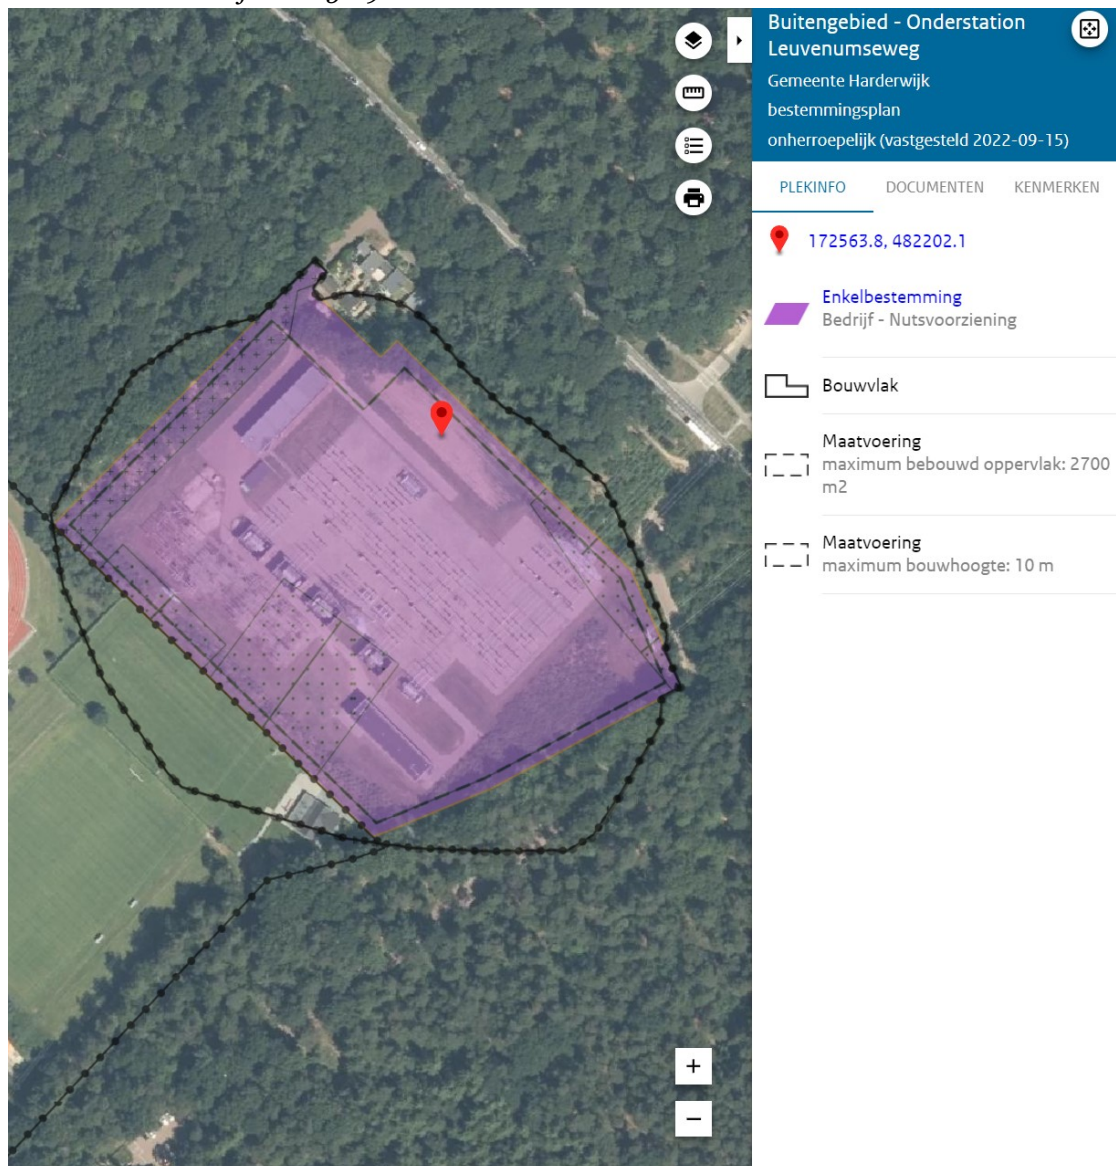 Buitengebied - Onderstation
Leuvenumseweg
Gemeente Harderwijk
bestemmingsplan
onherroepelijk (vastgesteld 2022-09-15)
PLEKINFO DOCUMENTEN KENMERKEN
172563.8, 482202.1
Enkelbestemming
Bedrijf - Nutsvoorziening
Bouwvlak
Maatvoering
maximum bebouwd oppervlak: 2700
m2
Maatvoering
maximum bouwhoogte: 10 m
+
−